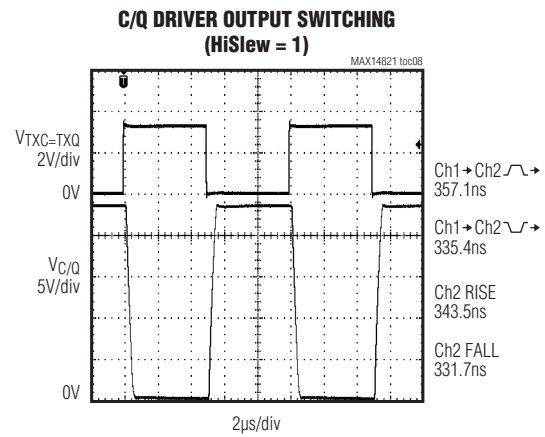 C/Q DRIVER OUTPUT SWITCHING
(HiSlew = 1)
MAX14821 toc08
T
VTXC=TXQ
2V/div
0V
VC/Q
5V/div
0V
Ch1→Ch2
357.1ns
Ch1→Ch2
335.4ns
Ch2 RISE
343.5ns
Ch2 FALL
331.7ns
2µs/div